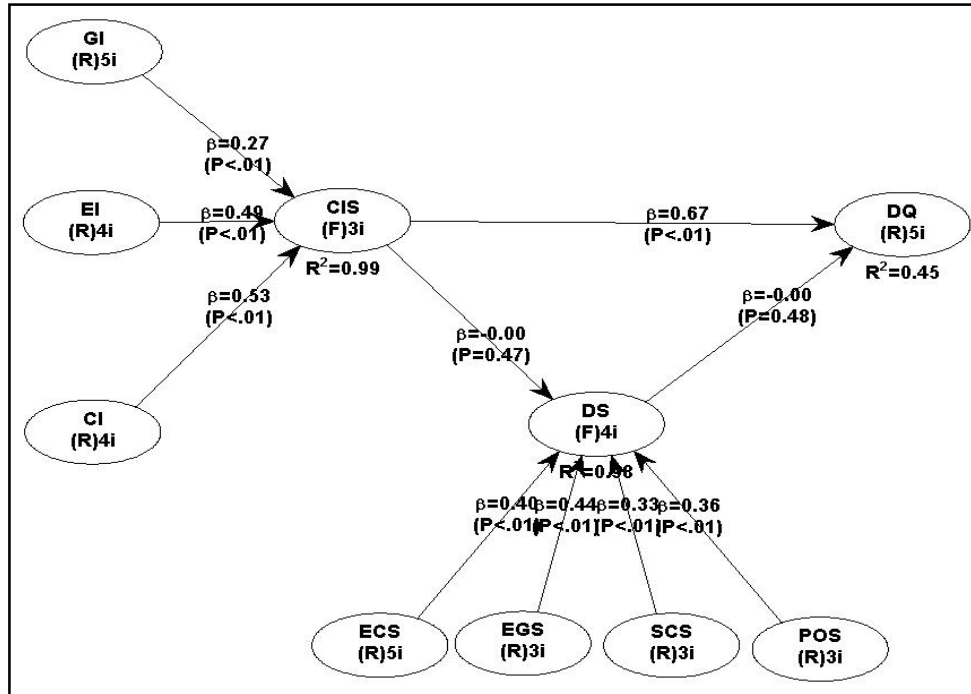 GI
(R)5i
β=0.27
(P<.01)
EI
(R)4i
β=0.49
(P<.01)
CIS
(F)3i
R²=0.99
β=0.67
(P<.01)
DQ
(R)5i
R²=0.45
β=0.53
(P<.01)
β=-0.00
(P=0.47)
β=-0.00
(P=0.48)
CI
(R)4i
DS
(F)4i
R²=0.98
β=0.40
(P<.01)
β=0.44
(P<.01)
β=0.33
(P<.01)
β=0.36
(P<.01)
ECS
(R)5i
EGS
(R)3i
SCS
(R)3i
POS
(R)3i